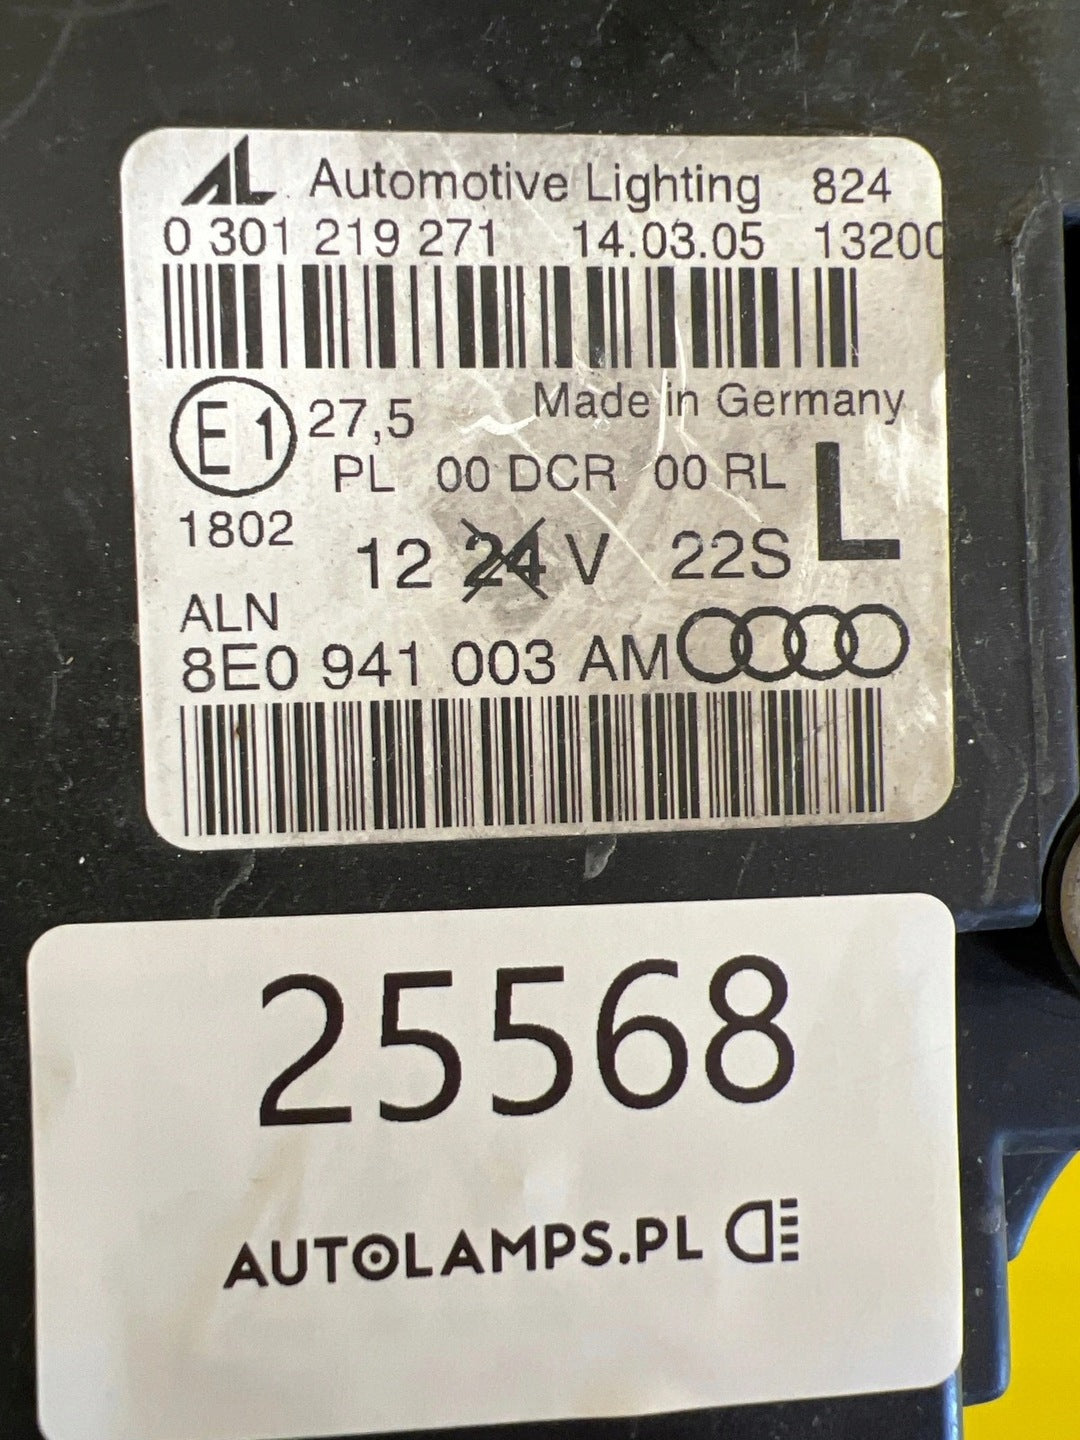 AL Automotive Lighting 824
0 301 219 271 14.03.05 13200
E1 27,5 Made in Germany
PL 00 DCR 00 RL
L
1802
12 24 V 22S
ALN
8E0 941 003 AM
25568
AUTOLAMPS.PL